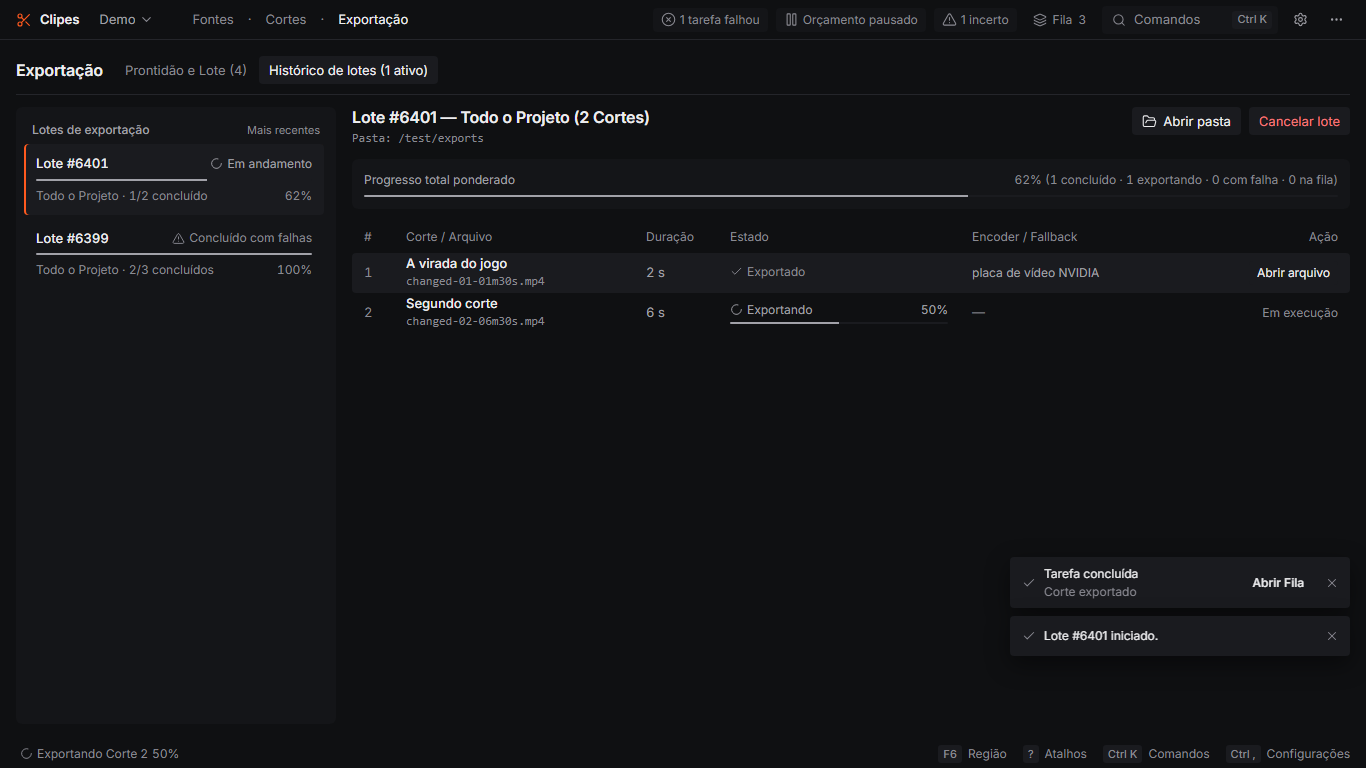 Clipes Demo Fontes · Cortes · Exportação 1 tarefa falhou Orçamento pausado 1 incerto Fila 3 Comandos Ctrl K
Exportação Prontidão e Lote (4) Histórico de lotes (1 ativo)
Lotes de exportação Mais recentes
Lote #6401 Em andamento
Todo o Projeto · 1/2 concluído 62%
Lote #6399 Concluído com falhas
Todo o Projeto · 2/3 concluídos 100%
Lote #6401 — Todo o Projeto (2 Cortes) Abrir pasta Cancelar lote
Pasta: /test/exports
Progresso total ponderado 62% (1 concluído · 1 exportando · 0 com falha · 0 na fila)
# Corte / Arquivo Duração Estado Encoder / Fallback Ação
1 A virada do jogo 2 s Exportado placa de vídeo NVIDIA Abrir arquivo
changed-01-01m30s.mp4
2 Segundo corte 6 s Exportando 50% — Em execução
changed-02-06m30s.mp4
Tarefa concluída Abrir Fila
Corte exportado
Lote #6401 iniciado.
Exportando Corte 2 50% F6 Região ? Atalhos Ctrl K Comandos Ctrl , Configurações